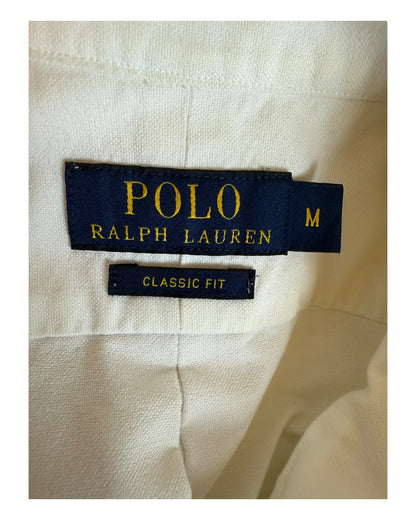 POLO
RALPH LAUREN
M
CLASSIC FIT